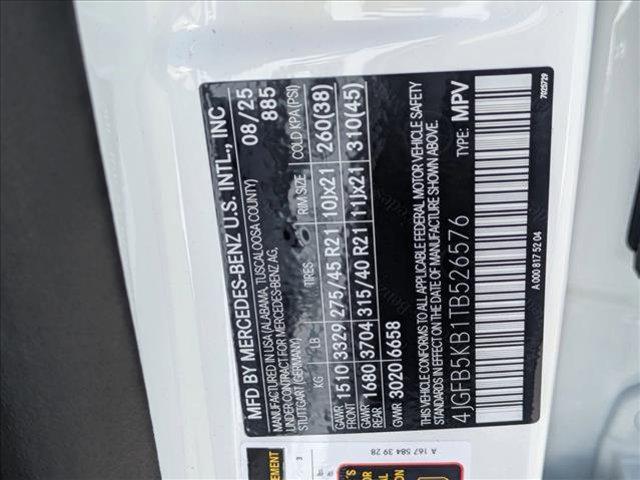 MFD BY MERCEDES-BENZ U.S. INTL., INC
MANUFACTURED IN USA (ALABAMA, TUSCALOOSA COUNTY)
UNDER CONTRACT FOR MERCEDES-BENZ AG,
STUTTGART (GERMANY)
08/25
885
KG LB TIRES RIM SIZE COLD KPA (PSI)
GAWR FRONT 1510 3329 275/45 R21 10Jx21 260(38)
GAWR REAR 1680 3704 315/40 R21 11Jx21 310(45)
GVWR 3020 6658
THIS VEHICLE CONFORMS TO ALL APPLICABLE FEDERAL MOTOR VEHICLE SAFETY
STANDARDS IN EFFECT ON THE DATE OF MANUFACTURE SHOWN ABOVE.
4JGFB5KB1TB526576 TYPE: MPV
A 000 817 52 04
7025729
A 167 584 39 28